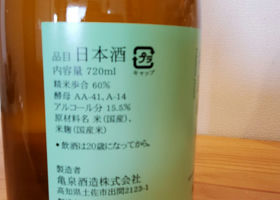 品目 日本酒
プラ
キャップ
内容量 720ml
精米歩合 60%
酵母 AA-41、A-14
アルコール分 15.5%
原材料名 米(国産)、
米麹(国産米)
•飲酒は20歳になってから。
製造者
亀泉酒造株式会社
高知県土佐市出間2123-1